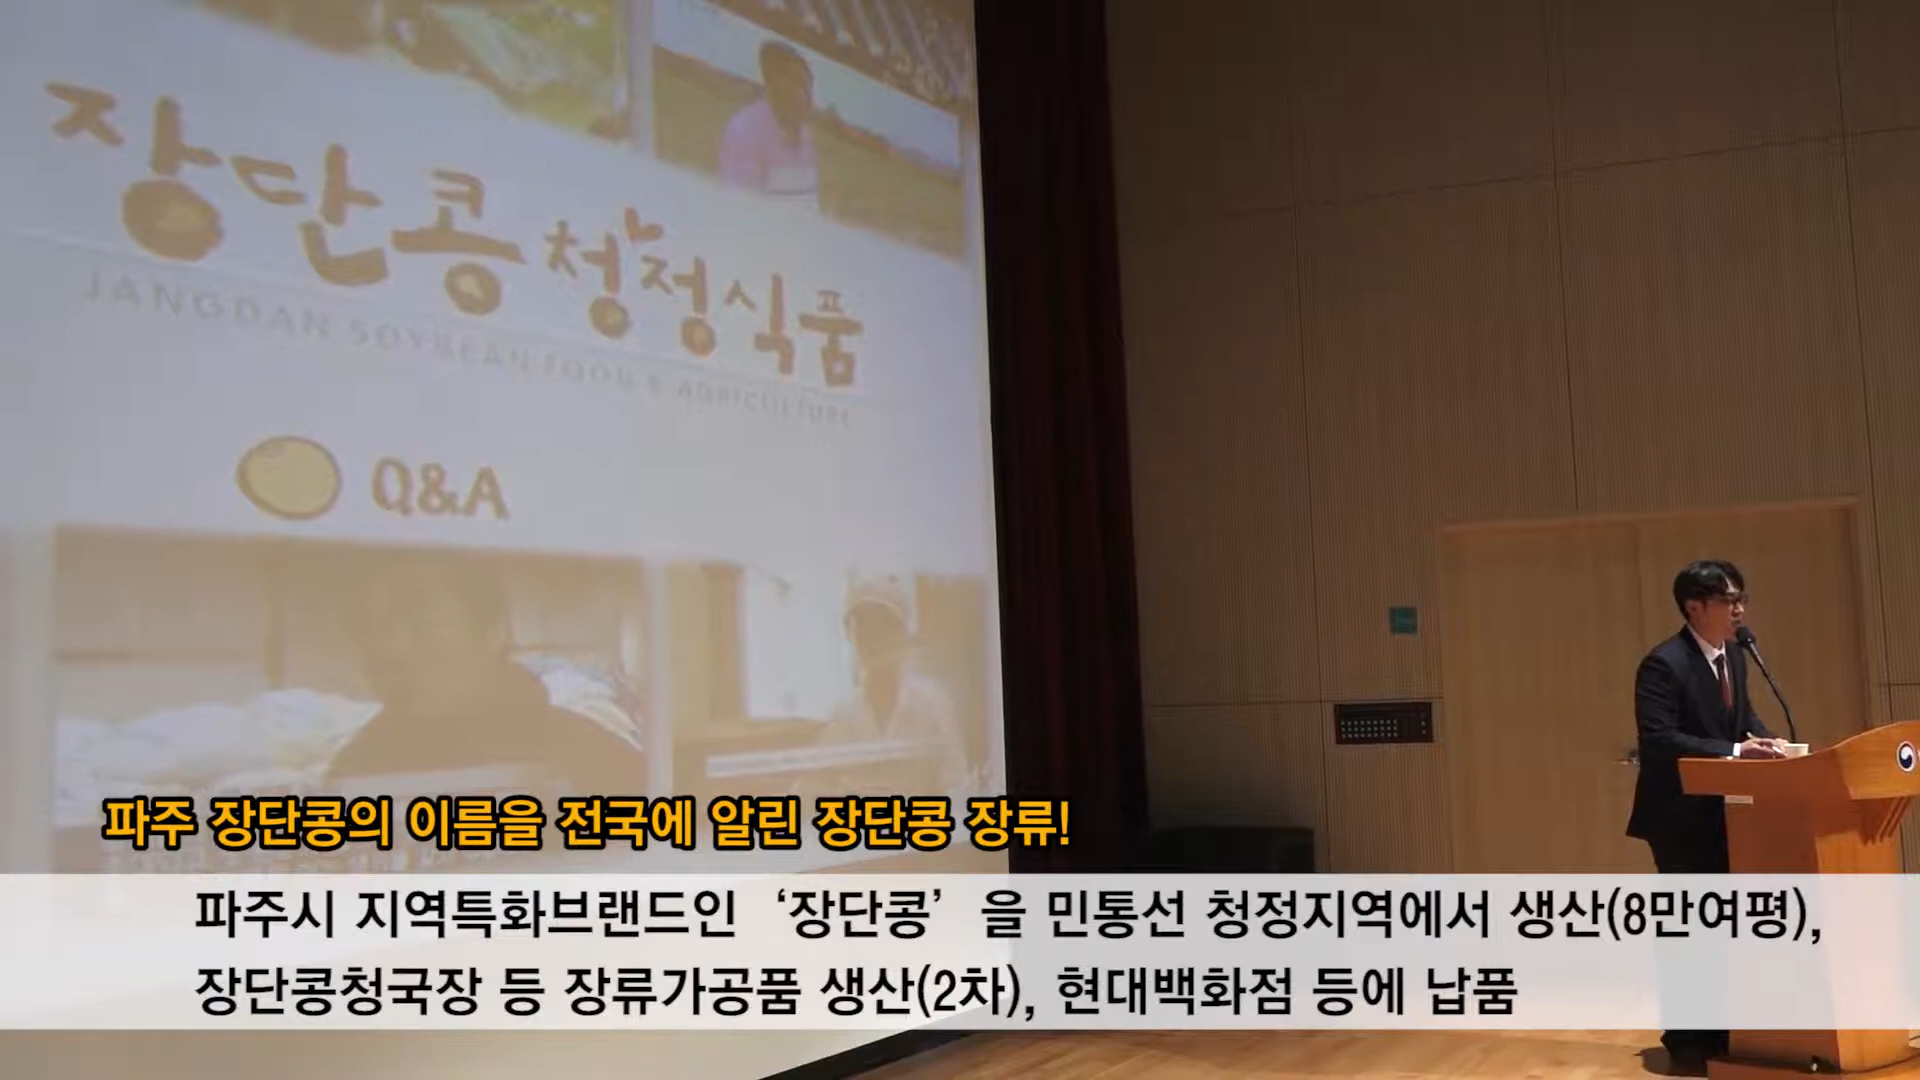 장단콩 청정식품
JANGDAN SOYBEAN FOOD & AGRICULTURE
Q&A
파주 장단콩의 이름을 전국에 알린 장단콩 장류!
파주시 지역특화브랜드인 ‘장단콩’ 을 민통선 청정지역에서 생산(8만여평),
장단콩청국장 등 장류가공품 생산(2차), 현대백화점 등에 납품